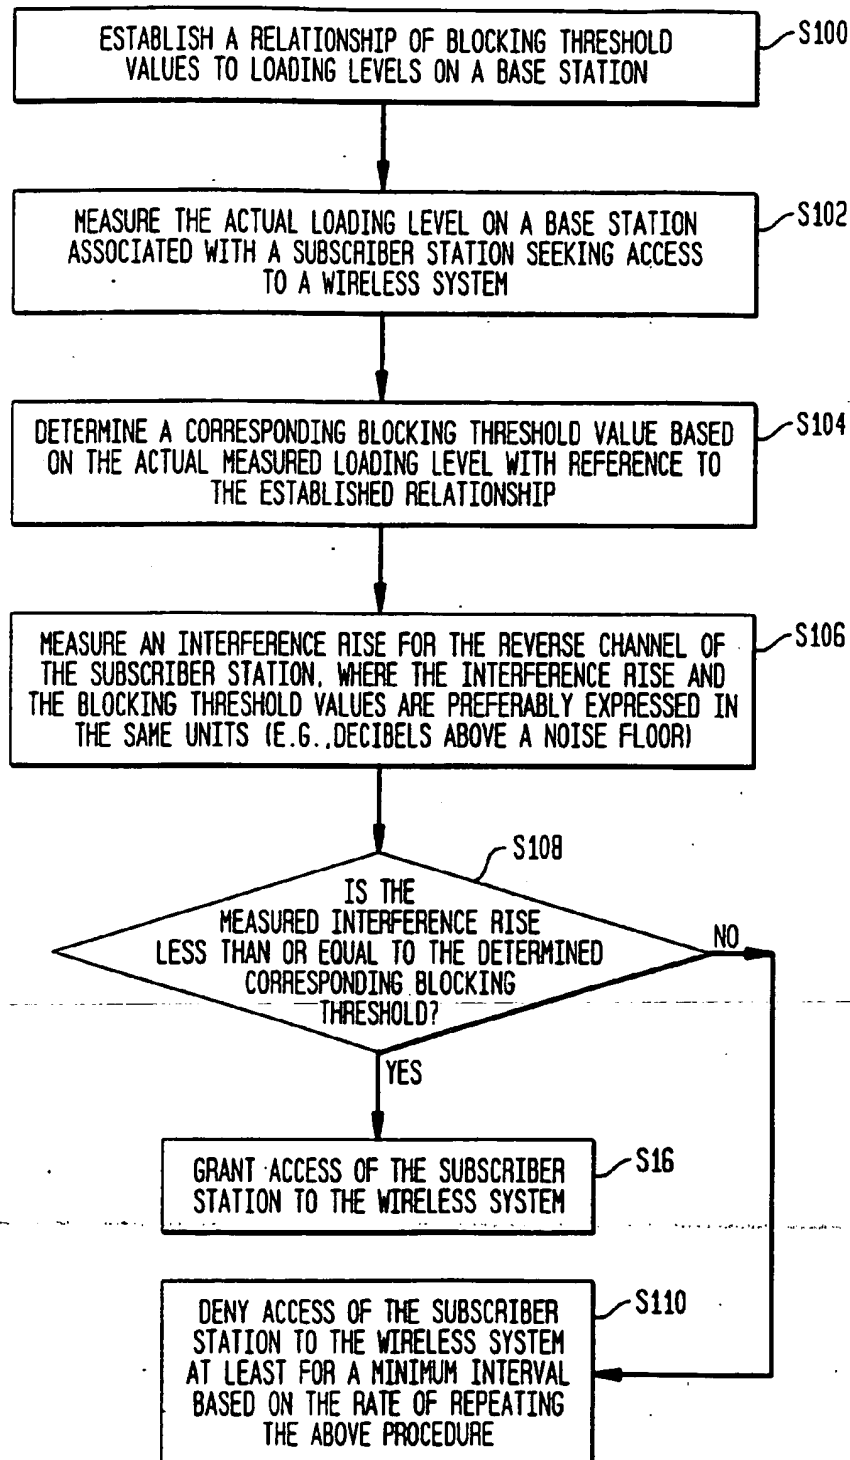 ESTABLISH A RELATIONSHIP OF BLOCKING THRESHOLD
VALUES TO LOADING LEVELS ON A BASE STATION
S100
MEASURE THE ACTUAL LOADING LEVEL ON A BASE STATION
ASSOCIATED WITH A SUBSCRIBER STATION SEEKING ACCESS
TO A WIRELESS SYSTEM
S102
DETERMINE A CORRESPONDING BLOCKING THRESHOLD VALUE BASED
ON THE ACTUAL MEASURED LOADING LEVEL WITH REFERENCE TO
THE ESTABLISHED RELATIONSHIP
S104
MEASURE AN INTERFERENCE RISE FOR THE REVERSE CHANNEL OF
THE SUBSCRIBER STATION, WHERE THE INTERFERENCE RISE AND
THE BLOCKING THRESHOLD VALUES ARE PREFERABLY EXPRESSED IN
THE SAME UNITS (E.G.,DECIBELS ABOVE A NOISE FLOOR)
S106
S108
IS THE
MEASURED INTERFERENCE RISE
LESS THAN OR EQUAL TO THE DETERMINED
CORRESPONDING BLOCKING
THRESHOLD?
NO
YES
GRANT ACCESS OF THE SUBSCRIBER
STATION TO THE WIRELESS SYSTEM
S16
DENY ACCESS OF THE SUBSCRIBER
STATION TO THE WIRELESS SYSTEM
AT LEAST FOR A MINIMUM INTERVAL
BASED ON THE RATE OF REPEATING
THE ABOVE PROCEDURE
S110